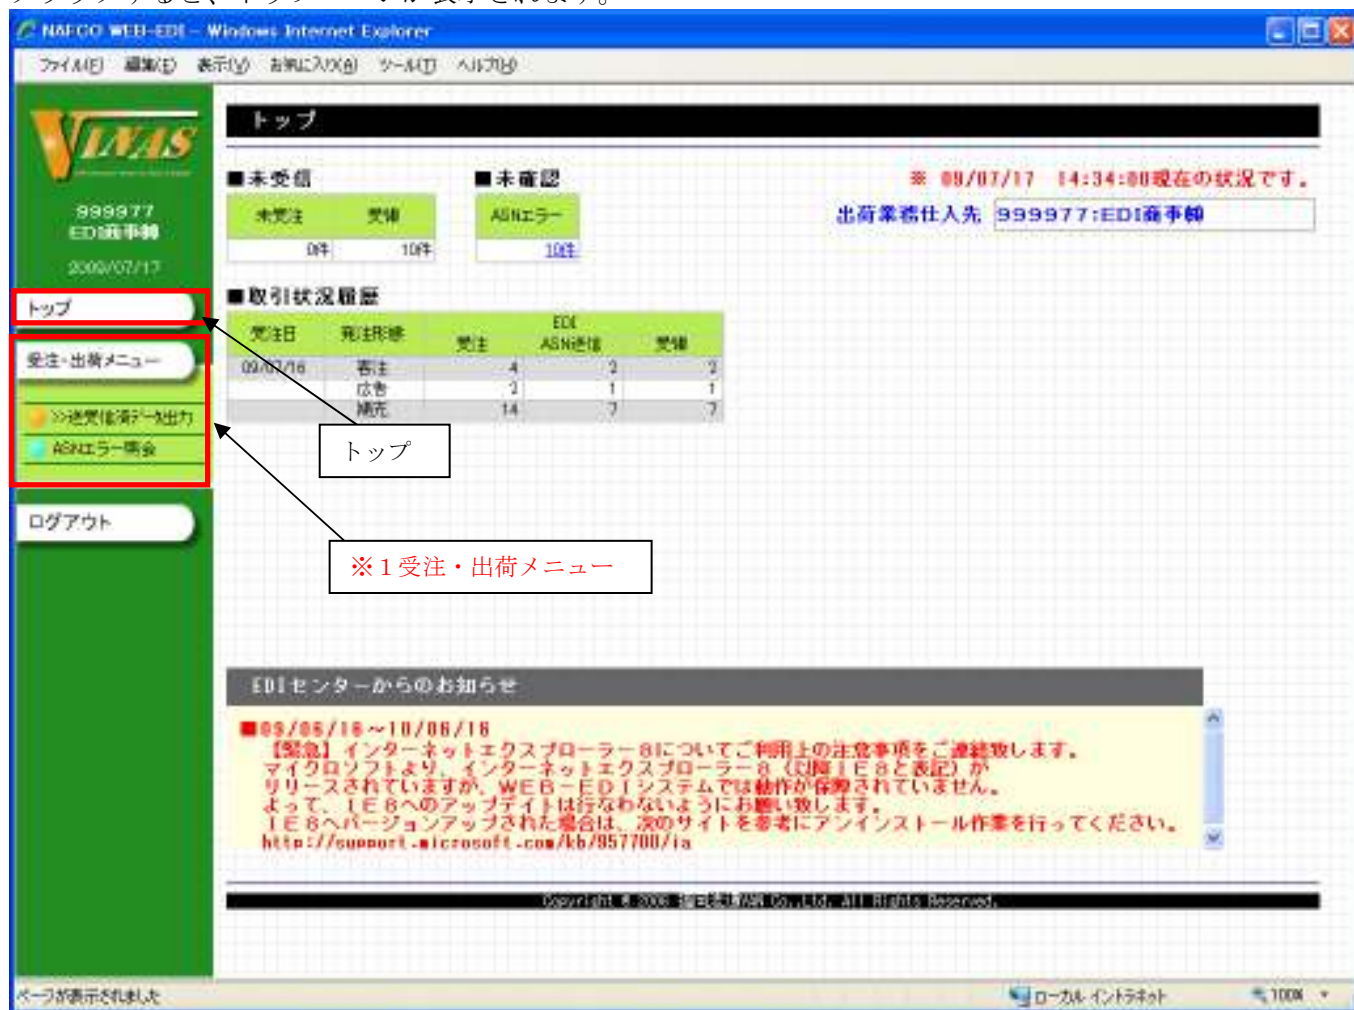 NAFCO WEB-EDI - Windows Internet Explorer
ファイル(F) 編集(E) 表示(V) お気に入り(A) ツール(T) ヘルプ(H)
VINAS
999977
EDI商事㈱
2009/07/17
トップ
受注・出荷メニュー
>>送受信済データ出力
ASNエラー照会
ログアウト
トップ
※ 09/07/17 14:34:00現在の状況です。
出荷業務仕入先 999977:EDI商事㈱
■未受信
未受注 受領
0件 10件
■未確認
ASNエラー
10件
■取引状況履歴
受注日 発注形態 EDI
受注 ASN送信 受領
09/07/16 客注 4 2 2
広告 2 1 1
補充 14 7 7
トップ
※1受注・出荷メニュー
EDIセンターからのお知らせ
■09/06/16~10/06/16
【緊急】インターネットエクスプローラー8についてご利用上の注意事項をご連絡致します。
マイクロソフトより、インターネットエクスプローラー8(以降IE8と表記)が
リリースされていますが、WEB-EDIシステムでは動作が保障されていません。
よって、IE8へのアップデイトは行なわないようにお願い致します。
IE8へバージョンアップされた場合は、次のサイトを参考にアンインストール作業を行ってください。
http://support.microsoft.com/kb/957700/ja
Copyright © 2006 Co.,Ltd. All Rights Reserved.
ページが表示されました
ローカル イントラネット
100%